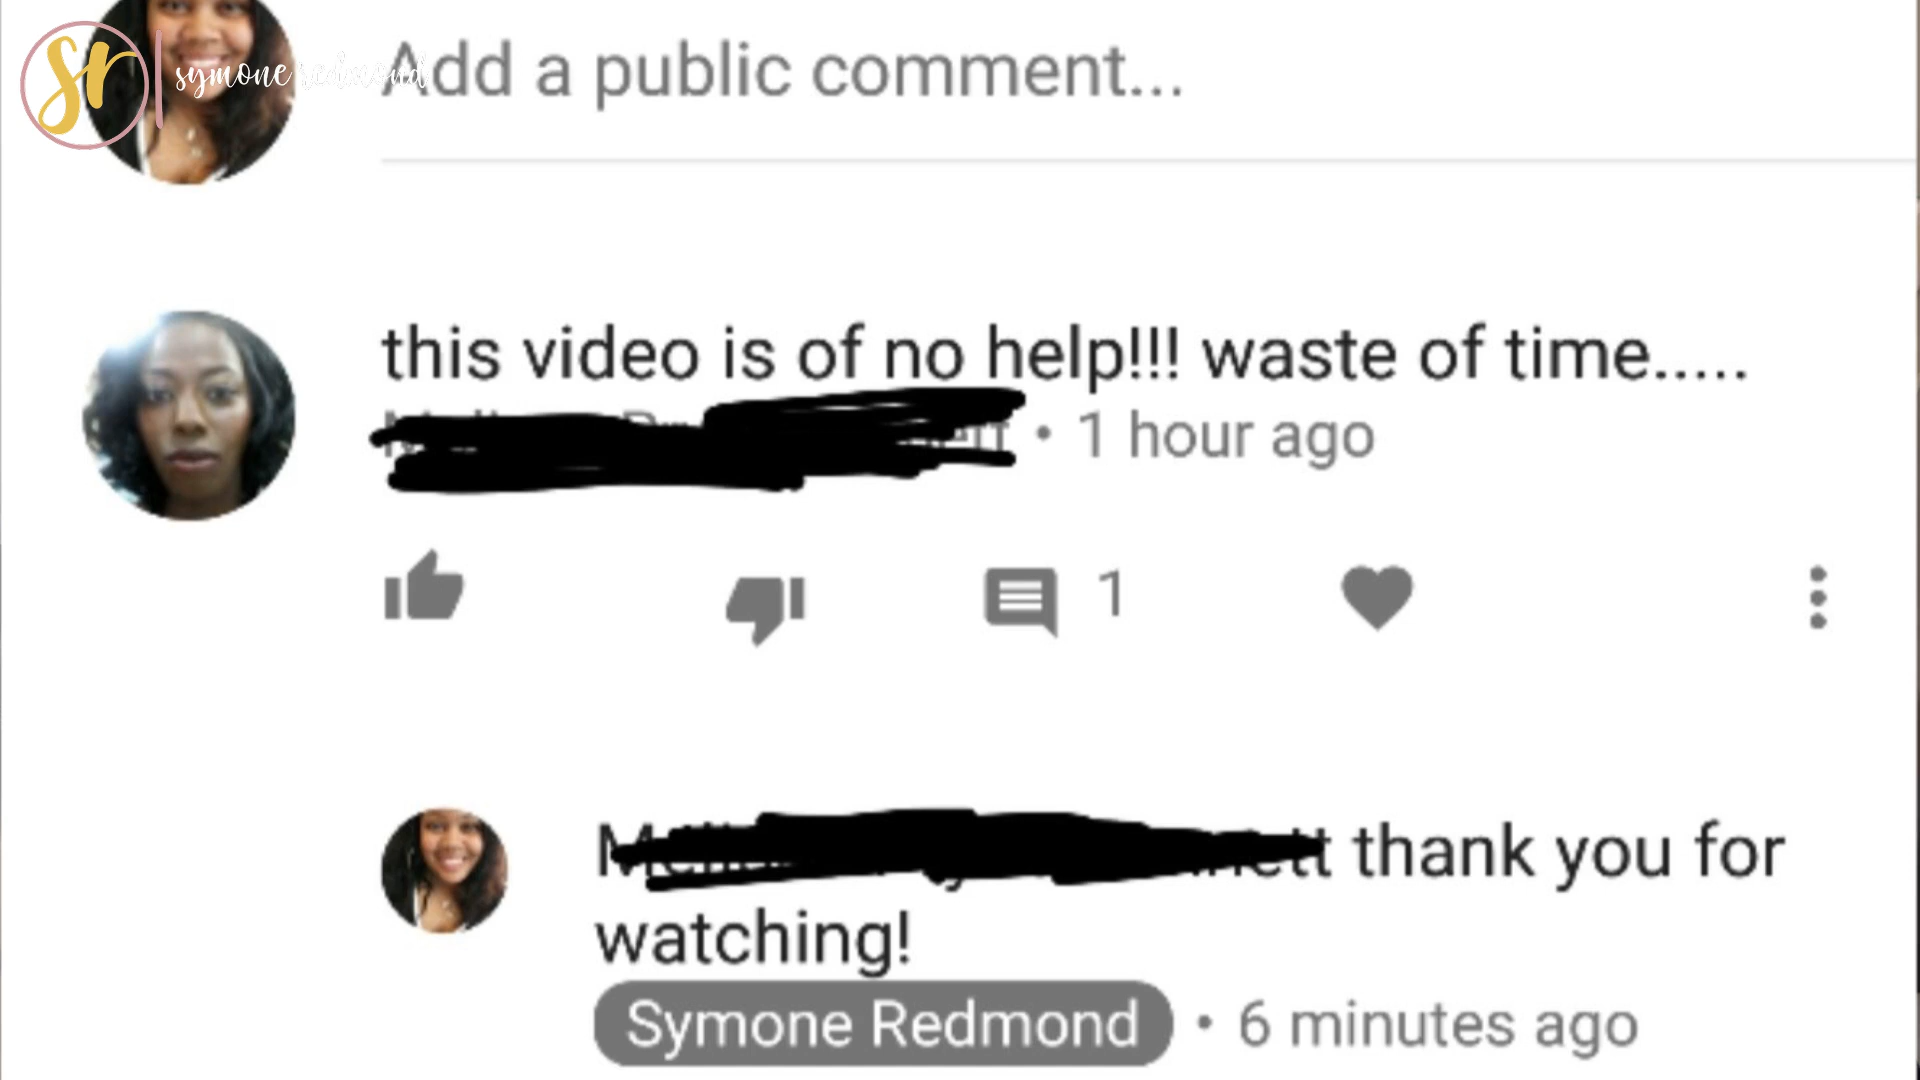 sr
symone redmond
Add a public comment...
this video is of no help!!! waste of time.....
• 1 hour ago
1
thank you for
watching!
Symone Redmond • 6 minutes ago